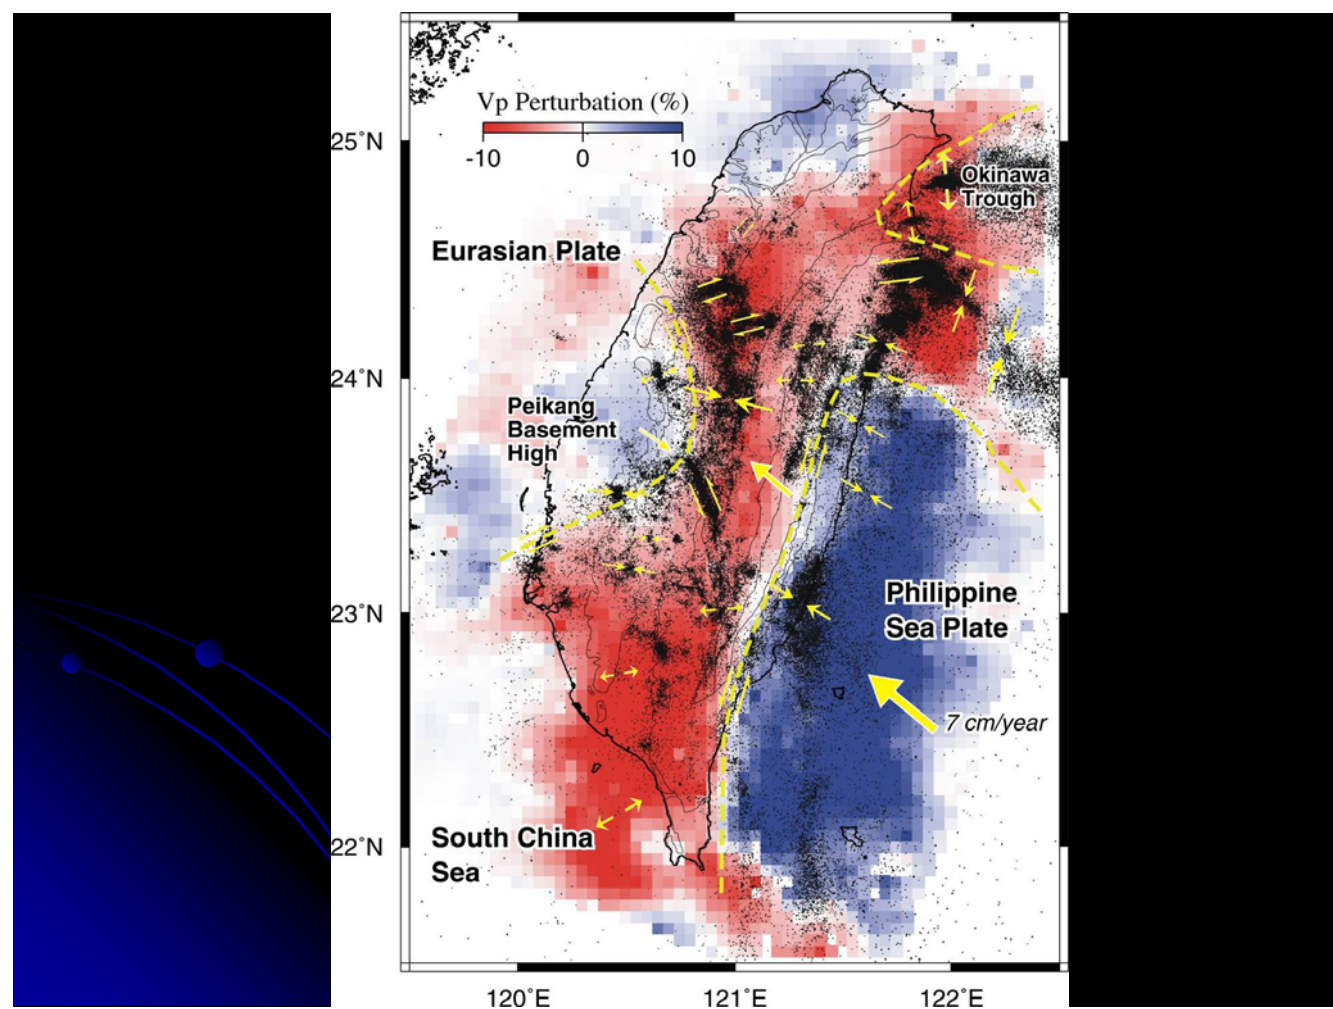 Vp Perturbation (%)
-10 0 10
25˚N
Okinawa
Trough
Eurasian Plate
24˚N
Peikang
Basement
High
Philippine
Sea Plate
23˚N
7 cm/year
South China
Sea
22˚N
120˚E 121˚E 122˚E